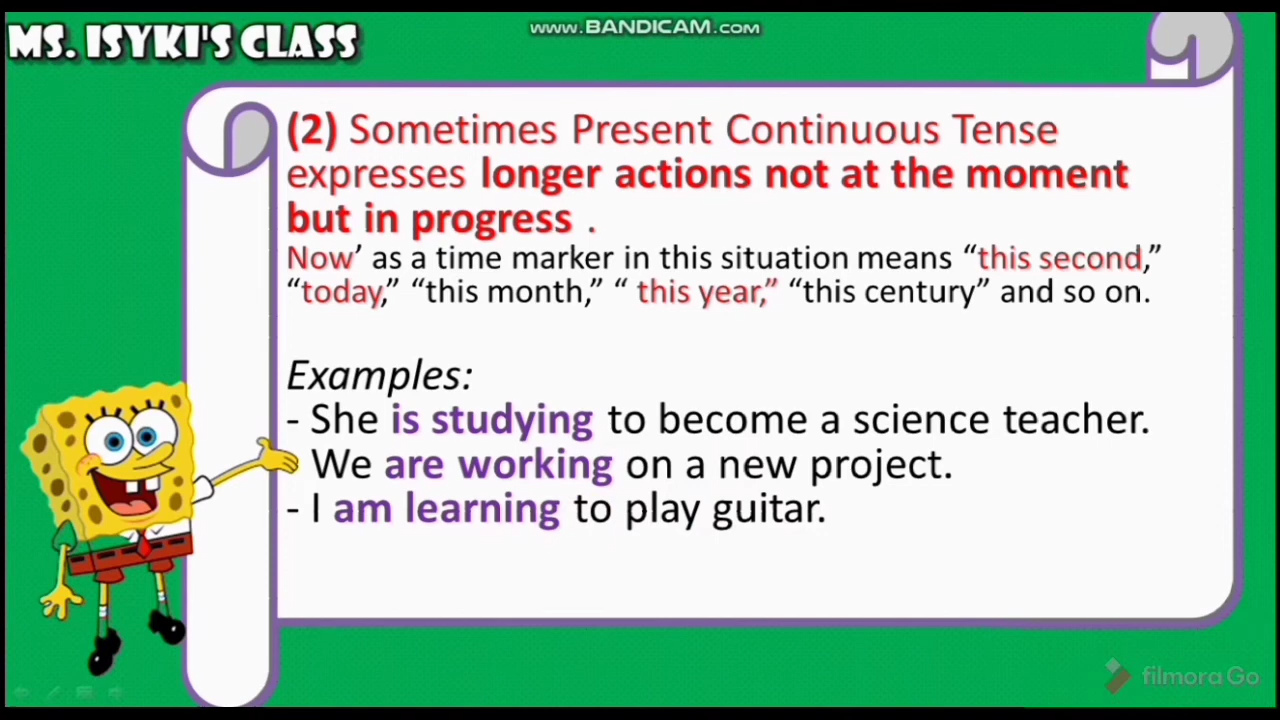 MS. ISYKI'S CLASS
WWW.BANDICAM.COM
(2) Sometimes Present Continuous Tense
expresses longer actions not at the moment
but in progress .
Now’ as a time marker in this situation means “this second,”
“today,” “this month,” “ this year,” “this century” and so on.
Examples:
- She is studying to become a science teacher.
We are working on a new project.
- I am learning to play guitar.
filmora Go